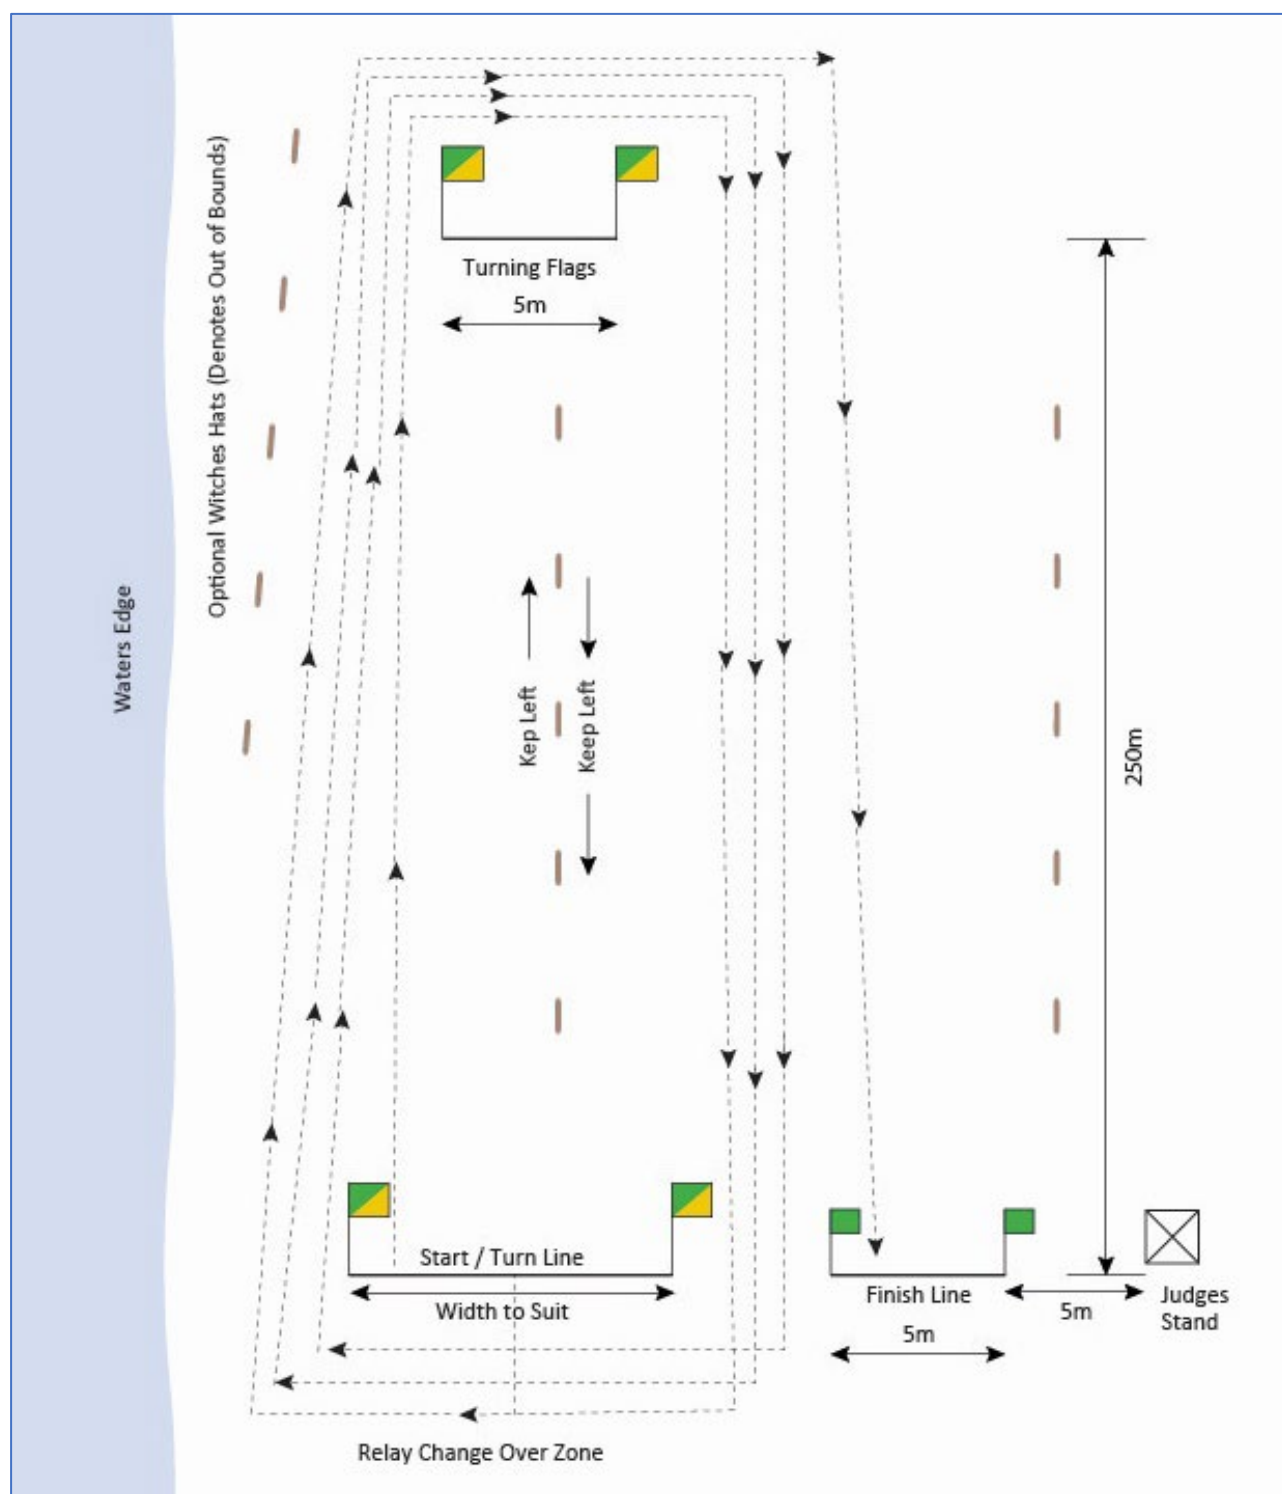 Optional Witches Hats (Denotes Out of Bounds)
Waters Edge
Turning Flags
5m
Kep Left
Keep Left
250m
Start / Turn Line
Width to Suit
Finish Line
5m
5m
Judges
Stand
Relay Change Over Zone